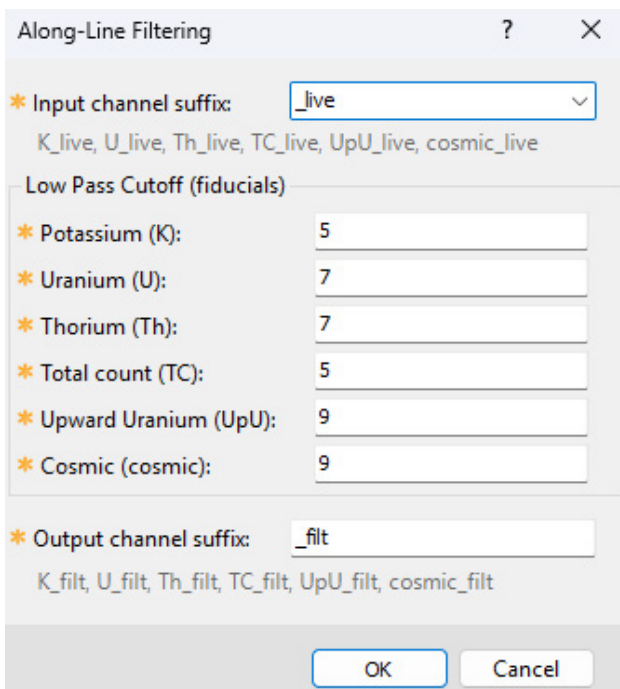 Along-Line Filtering ? X
* Input channel suffix: _live
K_live, U_live, Th_live, TC_live, UpU_live, cosmic_live
Low Pass Cutoff (fiducials)
* Potassium (K): 5
* Uranium (U): 7
* Thorium (Th): 7
* Total count (TC): 5
* Upward Uranium (UpU): 9
* Cosmic (cosmic): 9
* Output channel suffix: _filt
K_filt, U_filt, Th_filt, TC_filt, UpU_filt, cosmic_filt
OK Cancel